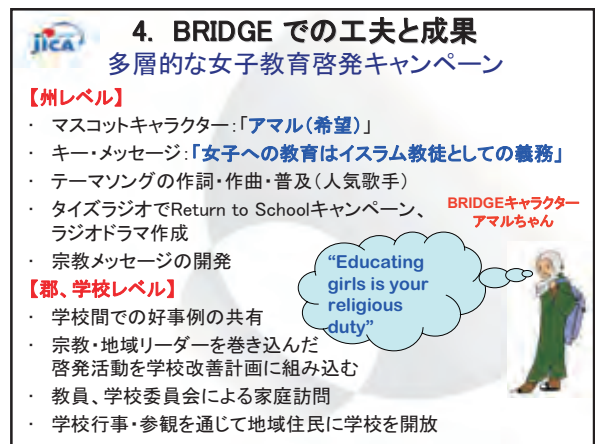 jica
4. BRIDGE での工夫と成果
多層的な女子教育啓発キャンペーン
【州レベル】
・ マスコットキャラクター:「アマル(希望)」
・ キー・メッセージ:「女子への教育はイスラム教徒としての義務」
・ テーマソングの作詞・作曲・普及(人気歌手)
・ タイズラジオでReturn to Schoolキャンペーン、
ラジオドラマ作成
・ 宗教メッセージの開発
BRIDGEキャラクター
アマルちゃん
"Educating
girls is your
religious
duty"
【郡、学校レベル】
・ 学校間での好事例の共有
・ 宗教・地域リーダーを巻き込んだ
啓発活動を学校改善計画に組み込む
・ 教員、学校委員会による家庭訪問
・ 学校行事・参観を通じて地域住民に学校を開放